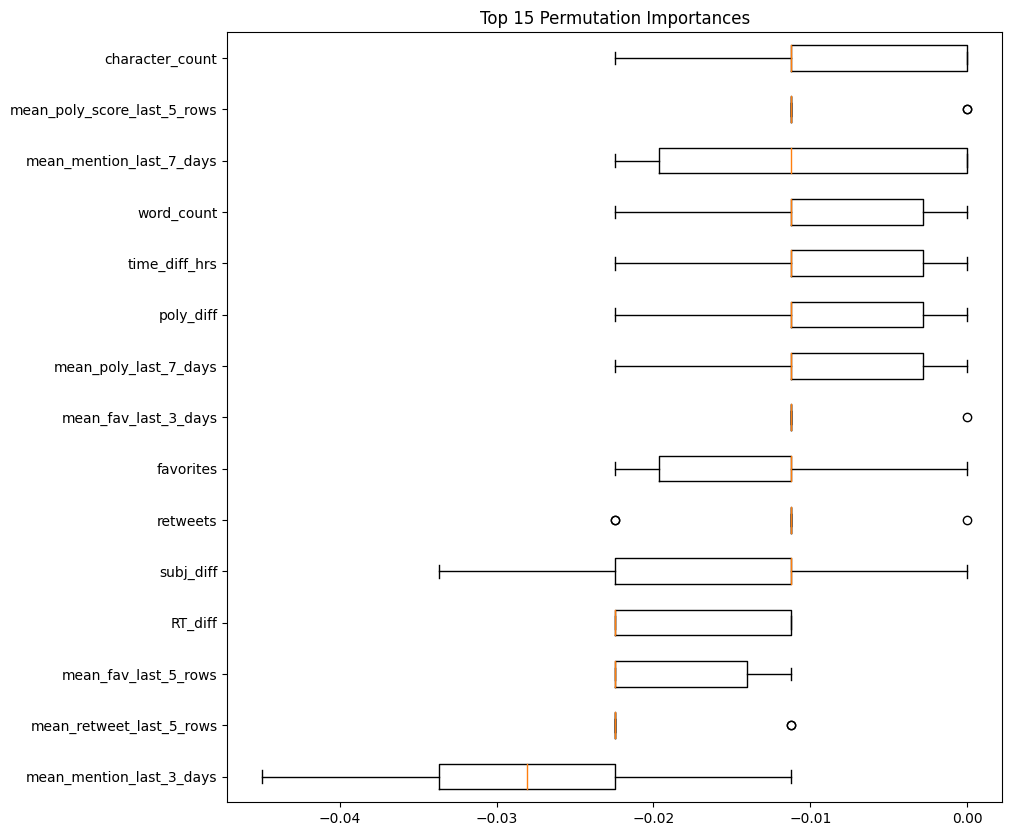 Top 15 Permutation Importances
character_count
mean_poly_score_last_5_rows
mean_mention_last_7_days
word_count
time_diff_hrs
poly_diff
mean_poly_last_7_days
mean_fav_last_3_days
favorites
retweets
subj_diff
RT_diff
mean_fav_last_5_rows
mean_retweet_last_5_rows
mean_mention_last_3_days
−0.04 −0.03 −0.02 −0.01 0.00